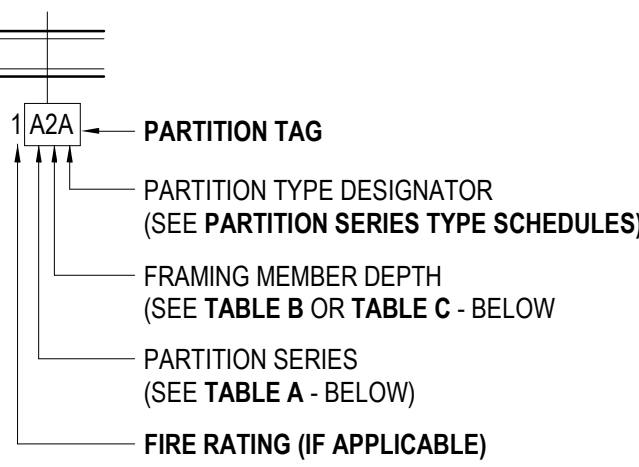 1 A2A
PARTITION TAG
PARTITION TYPE DESIGNATOR
(SEE PARTITION SERIES TYPE SCHEDULES)
FRAMING MEMBER DEPTH
(SEE TABLE B OR TABLE C - BELOW
PARTITION SERIES
(SEE TABLE A - BELOW)
FIRE RATING (IF APPLICABLE)